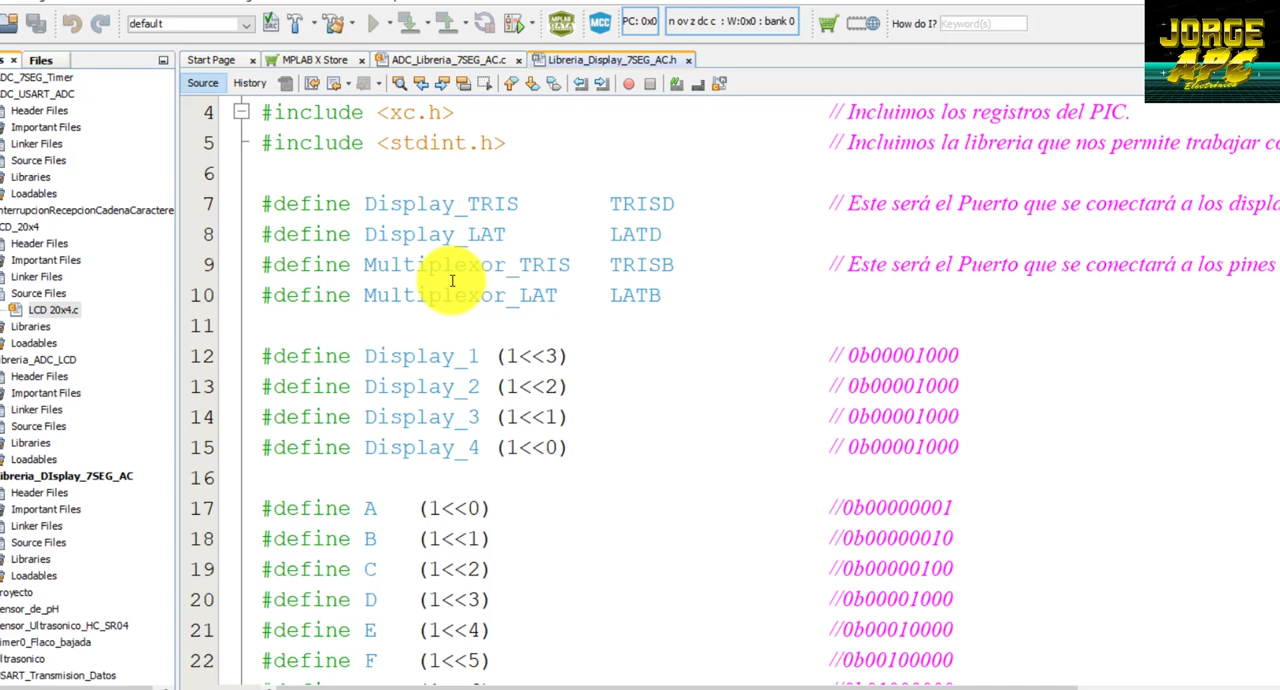 default
PC: 0x0
n ov z dc c : W:0x0 : bank 0
How do I?
Keyword(s)
JORGE
APC
Electrónica
Files
Start Page
MPLAB X Store
ADC_Libreria_7SEG_AC.c
Libreria_Display_7SEG_AC.h
Source
History
DC_7SEG_Timer
DC_USART_ADC
Header Files
Important Files
Linker Files
Source Files
Libraries
Loadables
nterrupcionRecepcionCadenaCaractere
CD_20x4
Header Files
Important Files
Linker Files
Source Files
LCD 20x4.c
Libraries
Loadables
ibreria_ADC_LCD
Header Files
Important Files
Linker Files
Source Files
Libraries
Loadables
ibreria_DIsplay_7SEG_AC
Header Files
Important Files
Linker Files
Source Files
Libraries
Loadables
royecto
ensor_de_pH
ensor_Ultrasonico_HC_SR04
imer0_Flaco_bajada
ltrasonico
SART_Transmision_Datos
4 #include <xc.h> // Incluimos los registros del PIC.
5 #include <stdint.h> // Incluimos la libreria que nos permite trabajar co
6
7 #define Display_TRIS TRISD // Este será el Puerto que se conectará a los displa
8 #define Display_LAT LATD
9 #define Multiplexor_TRIS TRISB // Este será el Puerto que se conectará a los pines
10 #define Multiplexor_LAT LATB
11
12 #define Display_1 (1<<3) // 0b00001000
13 #define Display_2 (1<<2) // 0b00001000
14 #define Display_3 (1<<1) // 0b00001000
15 #define Display_4 (1<<0) // 0b00001000
16
17 #define A (1<<0) //0b00000001
18 #define B (1<<1) //0b00000010
19 #define C (1<<2) //0b00000100
20 #define D (1<<3) //0b00001000
21 #define E (1<<4) //0b00010000
22 #define F (1<<5) //0b00100000